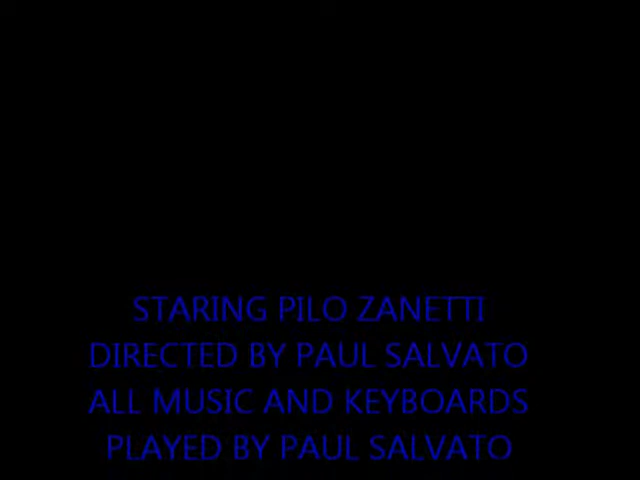 STARING PILO ZANETTI
DIRECTED BY PAUL SALVATO
ALL MUSIC AND KEYBOARDS
PLAYED BY PAUL SALVATO